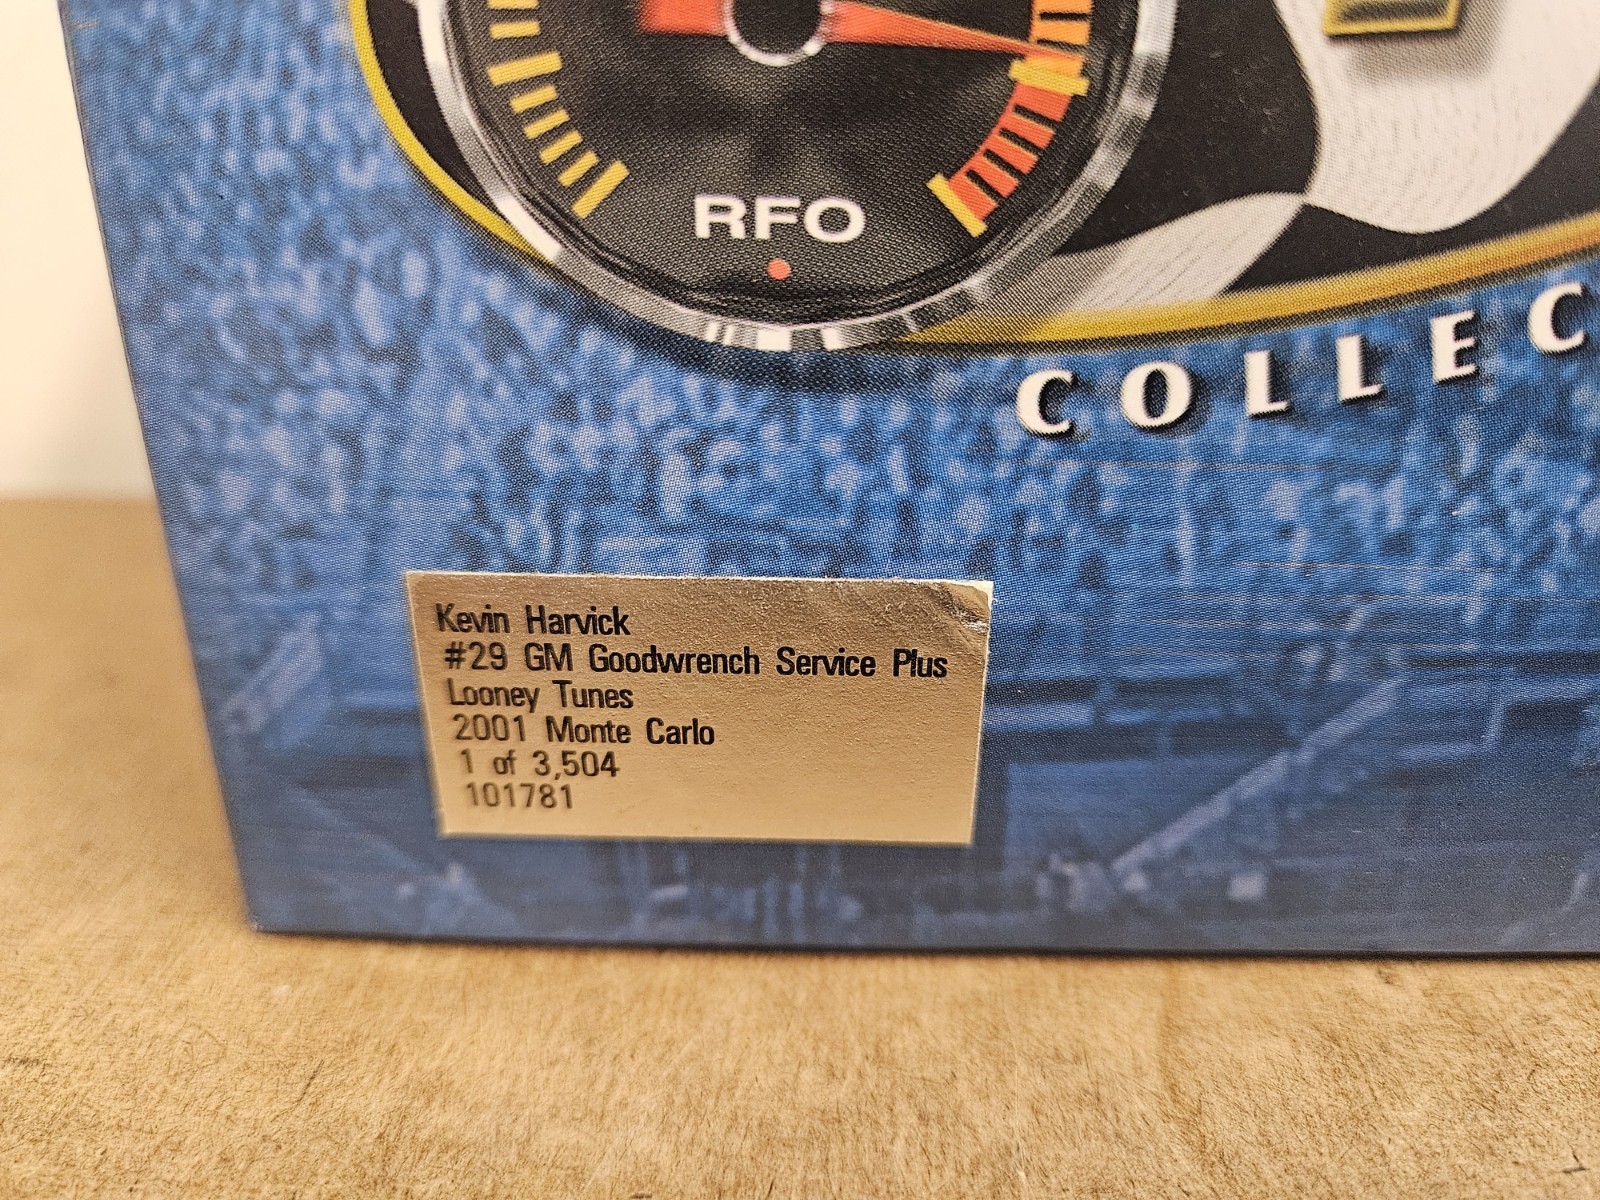 RFO
COLLEC
Kevin Harvick
#29 GM Goodwrench Service Plus
Looney Tunes
2001 Monte Carlo
1 of 3,504
101781